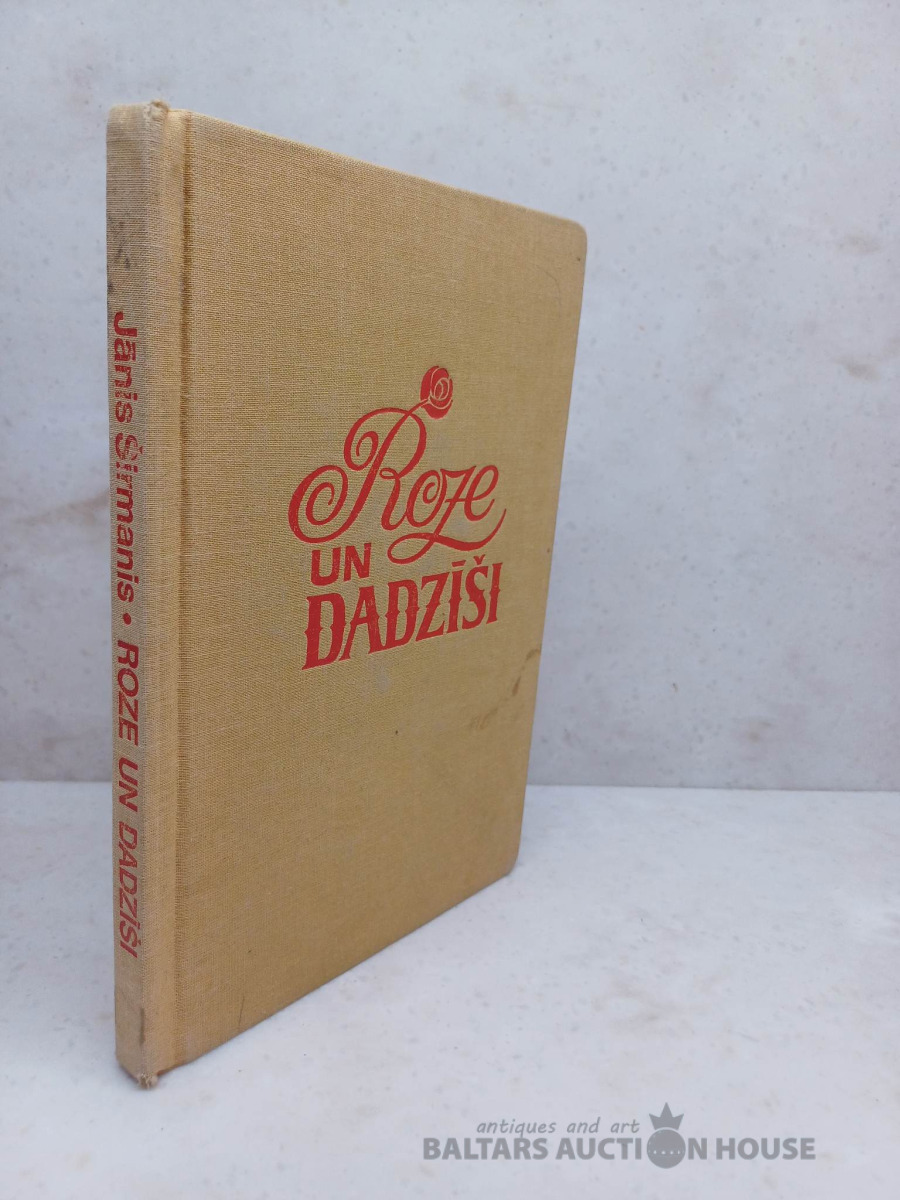 Jānis Širmanis • ROZE UN DADZĪŠI
Roze
UN
DADZĪŠI
antiques and art
BALTARS AUCTION HOUSE